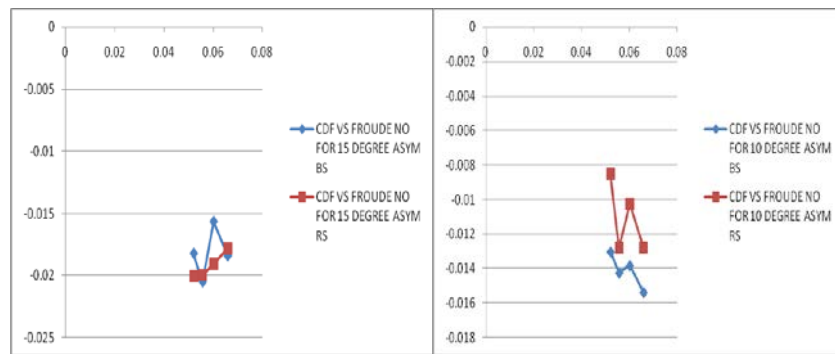 0
0 0.02 0.04 0.06 0.08
-0.005
-0.01
-0.015
-0.02
-0.025
CDF VS FROUDE NO
FOR 15 DEGREE ASYM
BS
CDF VS FROUDE NO
FOR 15 DEGREE ASYM
RS
0
0 0.02 0.04 0.06 0.08
-0.002
-0.004
-0.006
-0.008
-0.01
-0.012
-0.014
-0.016
-0.018
CDF VS FROUDE NO
FOR 10 DEGREE ASYM
BS
CDF VS FROUDE NO
FOR 10 DEGREE ASYM
RS